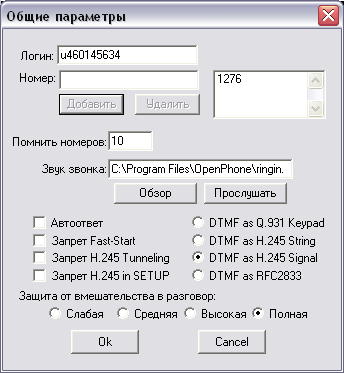 Общие параметры
Логин: u460145634
Номер: 1276
Добавить Удалить
Помнить номеров: 10
Звук звонка: C:\Program Files\OpenPhone\ringin.
Обзор Прослушать
Автоответ DTMF as Q.931 Keypad
Запрет Fast-Start DTMF as H.245 String
Запрет H.245 Tunneling DTMF as H.245 Signal
Запрет H.245 in SETUP DTMF as RFC2833
Защита от вмешательства в разговор:
Слабая Средняя Высокая Полная
Ok Cancel